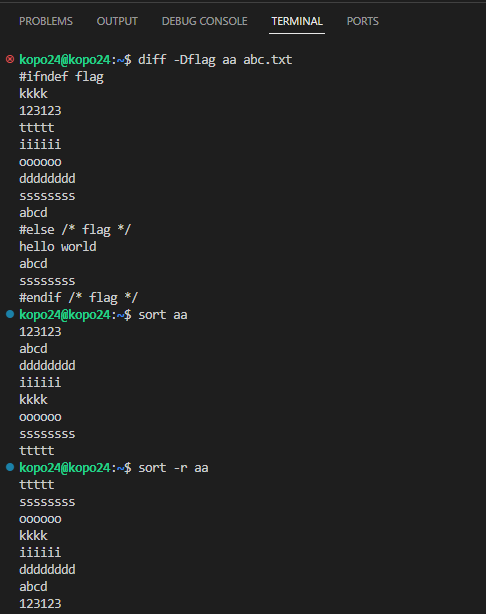 PROBLEMS OUTPUT DEBUG CONSOLE TERMINAL PORTS
kopo24@kopo24:~$ diff -Dflag aa abc.txt
#ifndef flag
kkkk
123123
ttttt
iiiiii
oooooo
dddddddd
ssssssss
abcd
#else /* flag */
hello world
abcd
ssssssss
#endif /* flag */
kopo24@kopo24:~$ sort aa
123123
abcd
dddddddd
iiiiii
kkkk
oooooo
ssssssss
ttttt
kopo24@kopo24:~$ sort -r aa
ttttt
ssssssss
oooooo
kkkk
iiiiii
dddddddd
abcd
123123